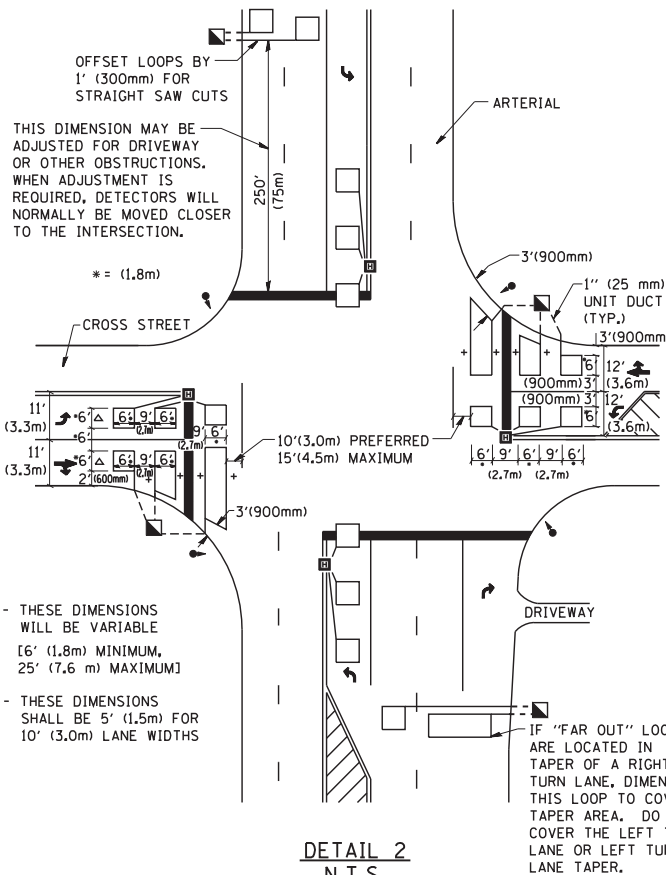 OFFSET LOOPS BY
1' (300mm) FOR
STRAIGHT SAW CUTS
ARTERIAL
THIS DIMENSION MAY BE
ADJUSTED FOR DRIVEWAY
OR OTHER OBSTRUCTIONS.
WHEN ADJUSTMENT IS
REQUIRED, DETECTORS WILL
NORMALLY BE MOVED CLOSER
TO THE INTERSECTION.
250'
(75m)
* = (1.8m)
H
3'(900mm)
1" (25 mm)
UNIT DUCT
(TYP.)
CROSS STREET
3'(900mm
6'
12'
(3.6m)
(900mm) 3'
(900mm) 3'
6'
12'
(3.6m)
H
6' 9' 6' 9' 6'
(2.7m) (2.7m)
H
11'
(3.3m)
*6'
6'* 9' 6'*
(2.7m)
9' 6'
(2.7m)
*6'
11'
(3.3m)
*6'
6'* 9' 6'*
(2.7m)
2' (600mm)
10'(3.0m) PREFERRED
15'(4.5m) MAXIMUM
3'(900mm)
H
- THESE DIMENSIONS
WILL BE VARIABLE
[6' (1.8m) MINIMUM,
25' (7.6 m) MAXIMUM]
- THESE DIMENSIONS
SHALL BE 5' (1.5m) FOR
10' (3.0m) LANE WIDTHS
DRIVEWAY
IF "FAR OUT" LOO
ARE LOCATED IN
TAPER OF A RIGHT
TURN LANE, DIMEN
THIS LOOP TO COV
TAPER AREA. DO
COVER THE LEFT T
LANE OR LEFT TU
LANE TAPER.
DETAIL 2
N.T.S.